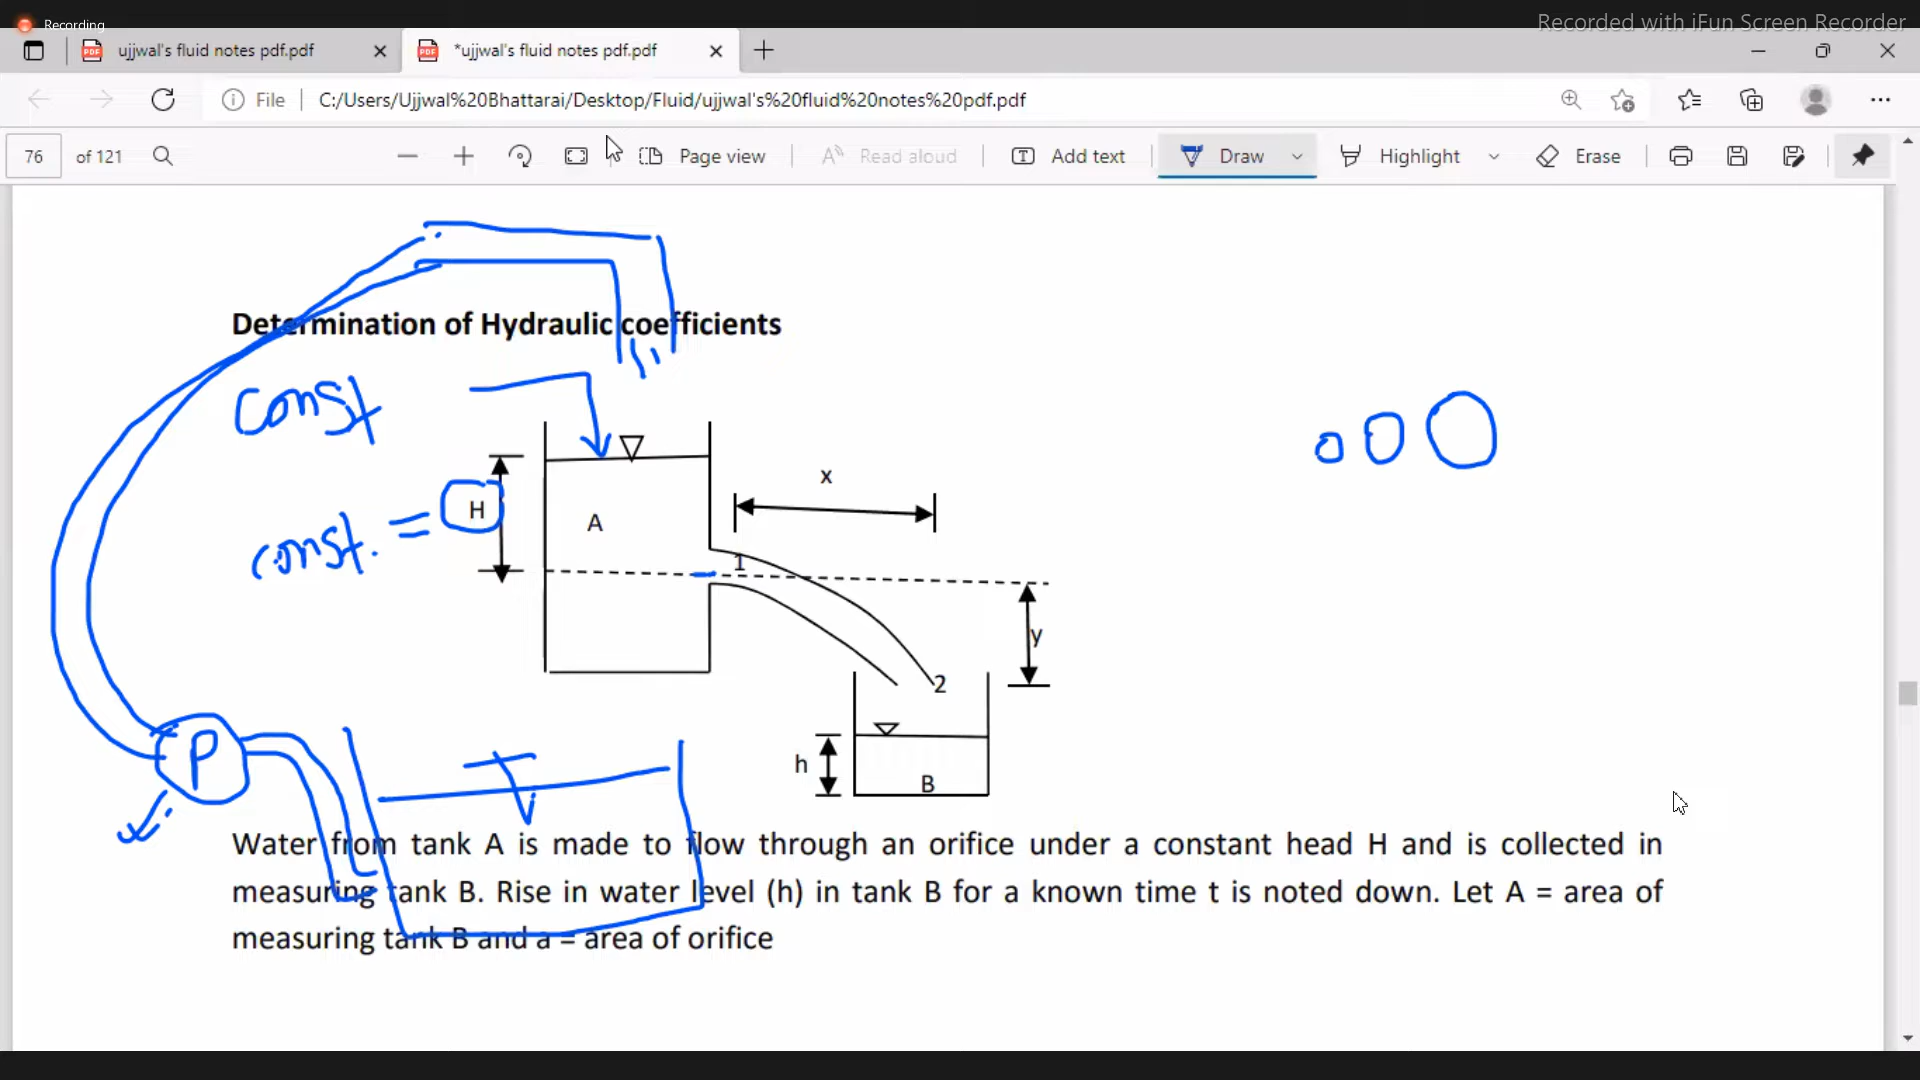 Recording
Recorded with iFun Screen Recorder
ujjwal's fluid notes pdf.pdf
*ujjwal's fluid notes pdf.pdf
File
C:/Users/Ujjwal%20Bhattarai/Desktop/Fluid/ujjwal's%20fluid%20notes%20pdf.pdf
76 of 121
Page view
Read aloud
Add text
Draw
Highlight
Erase
Determination of Hydraulic coefficients
const
x
const. = H
A
1
y
2
P
h
B
Water from tank A is made to flow through an orifice under a constant head H and is collected in
measuring tank B. Rise in water level (h) in tank B for a known time t is noted down. Let A = area of
measuring tank B and a = area of orifice